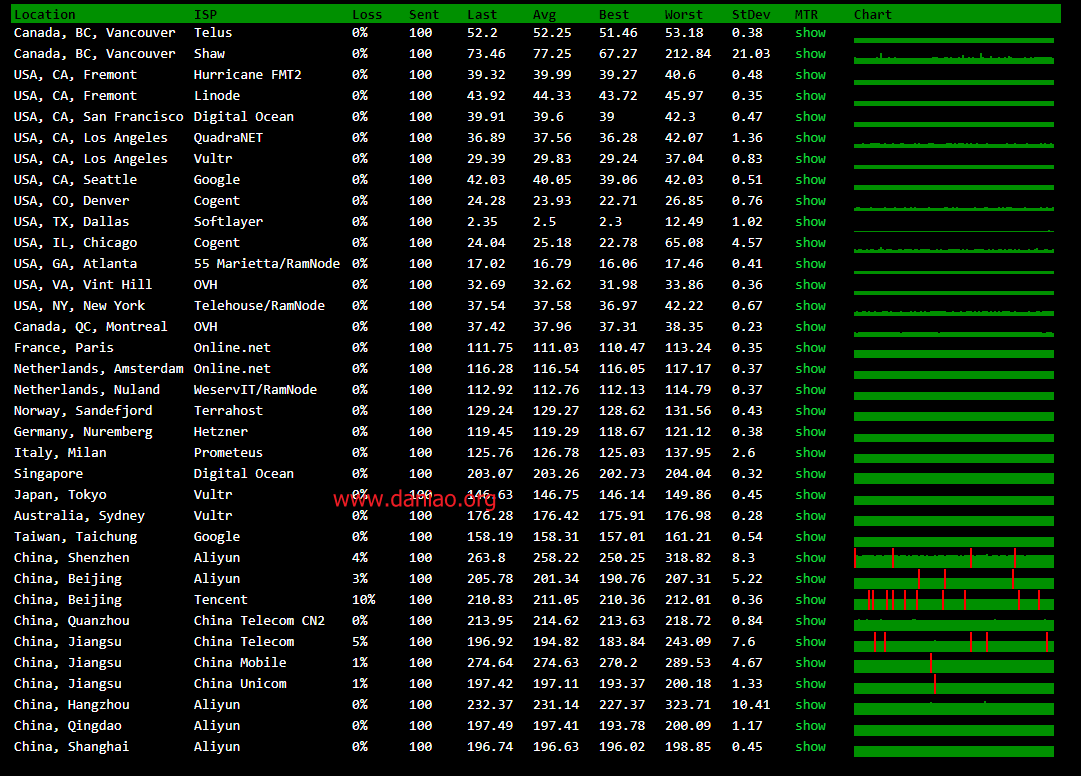 Location ISP Loss Sent Last Avg Best Worst StDev MTR Chart
Canada, BC, Vancouver Telus 0% 100 52.2 52.25 51.46 53.18 0.38 show
Canada, BC, Vancouver Shaw 0% 100 73.46 77.25 67.27 212.84 21.03 show
USA, CA, Fremont Hurricane FMT2 0% 100 39.32 39.99 39.27 40.6 0.48 show
USA, CA, Fremont Linode 0% 100 43.92 44.33 43.72 45.97 0.35 show
USA, CA, San Francisco Digital Ocean 0% 100 39.91 39.6 39 42.3 0.47 show
USA, CA, Los Angeles QuadraNET 0% 100 36.89 37.56 36.28 42.07 1.36 show
USA, CA, Los Angeles Vultr 0% 100 29.39 29.83 29.24 37.04 0.83 show
USA, CA, Seattle Google 0% 100 42.03 40.05 39.06 42.03 0.51 show
USA, CO, Denver Cogent 0% 100 24.28 23.93 22.71 26.85 0.76 show
USA, TX, Dallas Softlayer 0% 100 2.35 2.5 2.3 12.49 1.02 show
USA, IL, Chicago Cogent 0% 100 24.04 25.18 22.78 65.08 4.57 show
USA, GA, Atlanta 55 Marietta/RamNode 0% 100 17.02 16.79 16.06 17.46 0.41 show
USA, VA, Vint Hill OVH 0% 100 32.69 32.62 31.98 33.86 0.36 show
USA, NY, New York Telehouse/RamNode 0% 100 37.54 37.58 36.97 42.22 0.67 show
Canada, QC, Montreal OVH 0% 100 37.42 37.96 37.31 38.35 0.23 show
France, Paris Online.net 0% 100 111.75 111.03 110.47 113.24 0.35 show
Netherlands, Amsterdam Online.net 0% 100 116.28 116.54 116.05 117.17 0.37 show
Netherlands, Nuland WeservIT/RamNode 0% 100 112.92 112.76 112.13 114.79 0.37 show
Norway, Sandefjord Terrahost 0% 100 129.24 129.27 128.62 131.56 0.43 show
Germany, Nuremberg Hetzner 0% 100 119.45 119.29 118.67 121.12 0.38 show
Italy, Milan Prometeus 0% 100 125.76 126.78 125.03 137.95 2.6 show
Singapore Digital Ocean 0% 100 203.07 203.26 202.73 204.04 0.32 show
Japan, Tokyo Vultr 0% 100 146.63 146.75 146.14 149.86 0.45 show
www.daniao.org
Australia, Sydney Vultr 0% 100 176.28 176.42 175.91 176.98 0.28 show
Taiwan, Taichung Google 0% 100 158.19 158.31 157.01 161.21 0.54 show
China, Shenzhen Aliyun 4% 100 263.8 258.22 250.25 318.82 8.3 show
China, Beijing Aliyun 3% 100 205.78 201.34 190.76 207.31 5.22 show
China, Beijing Tencent 10% 100 210.83 211.05 210.36 212.01 0.36 show
China, Quanzhou China Telecom CN2 0% 100 213.95 214.62 213.63 218.72 0.84 show
China, Jiangsu China Telecom 5% 100 196.92 194.82 183.84 243.09 7.6 show
China, Jiangsu China Mobile 1% 100 274.64 274.63 270.2 289.53 4.67 show
China, Jiangsu China Unicom 1% 100 197.42 197.11 193.37 200.18 1.33 show
China, Hangzhou Aliyun 0% 100 232.37 231.14 227.37 323.71 10.41 show
China, Qingdao Aliyun 0% 100 197.49 197.41 193.78 200.09 1.17 show
China, Shanghai Aliyun 0% 100 196.74 196.63 196.02 198.85 0.45 show